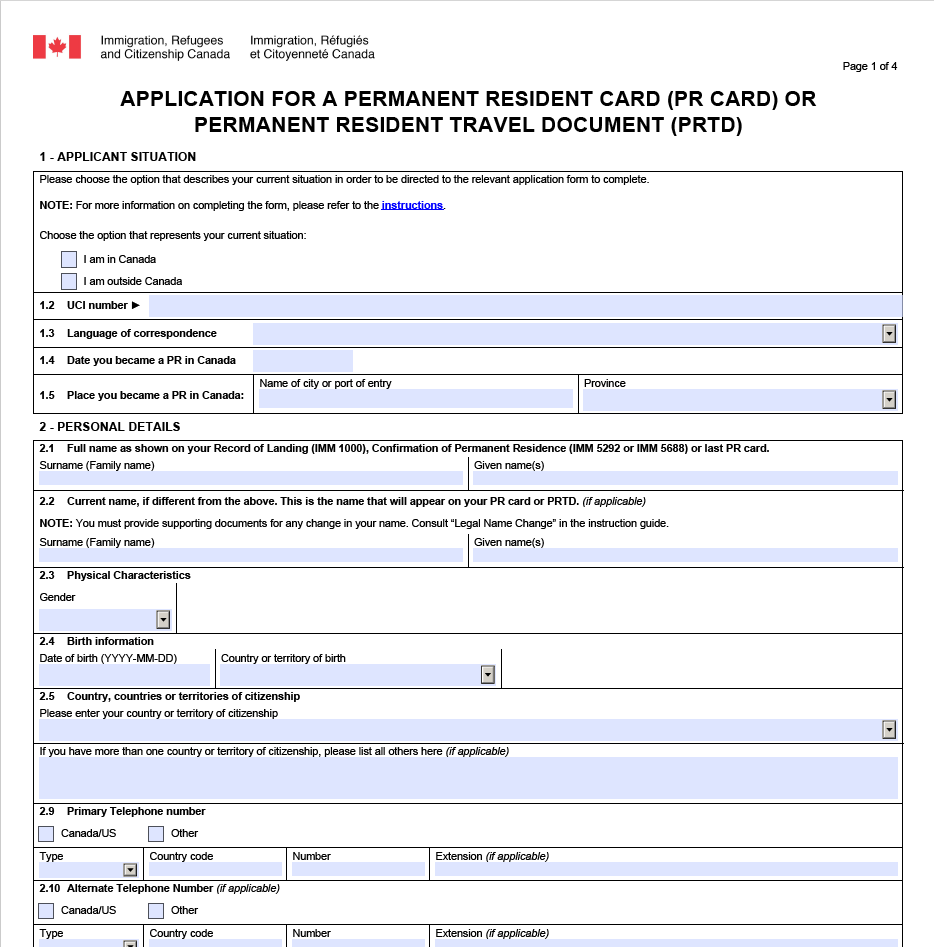 Immigration, Refugees
and Citizenship Canada
Immigration, Réfugiés
et Citoyenneté Canada
Page 1 of 4
APPLICATION FOR A PERMANENT RESIDENT CARD (PR CARD) OR
PERMANENT RESIDENT TRAVEL DOCUMENT (PRTD)
1 - APPLICANT SITUATION
Please choose the option that describes your current situation in order to be directed to the relevant application form to complete.
NOTE: For more information on completing the form, please refer to the instructions.
Choose the option that represents your current situation:
I am in Canada
I am outside Canada
1.2 UCI number ►
1.3 Language of correspondence
1.4 Date you became a PR in Canada
1.5 Place you became a PR in Canada:
Name of city or port of entry
Province
2 - PERSONAL DETAILS
2.1 Full name as shown on your Record of Landing (IMM 1000), Confirmation of Permanent Residence (IMM 5292 or IMM 5688) or last PR card.
Surname (Family name)
Given name(s)
2.2 Current name, if different from the above. This is the name that will appear on your PR card or PRTD. (if applicable)
NOTE: You must provide supporting documents for any change in your name. Consult “Legal Name Change” in the instruction guide.
Surname (Family name)
Given name(s)
2.3 Physical Characteristics
Gender
2.4 Birth information
Date of birth (YYYY-MM-DD)
Country or territory of birth
2.5 Country, countries or territories of citizenship
Please enter your country or territory of citizenship
If you have more than one country or territory of citizenship, please list all others here (if applicable)
2.9 Primary Telephone number
Canada/US
Other
Type
Country code
Number
Extension (if applicable)
2.10 Alternate Telephone Number (if applicable)
Canada/US
Other
Type
Country code
Number
Extension (if applicable)